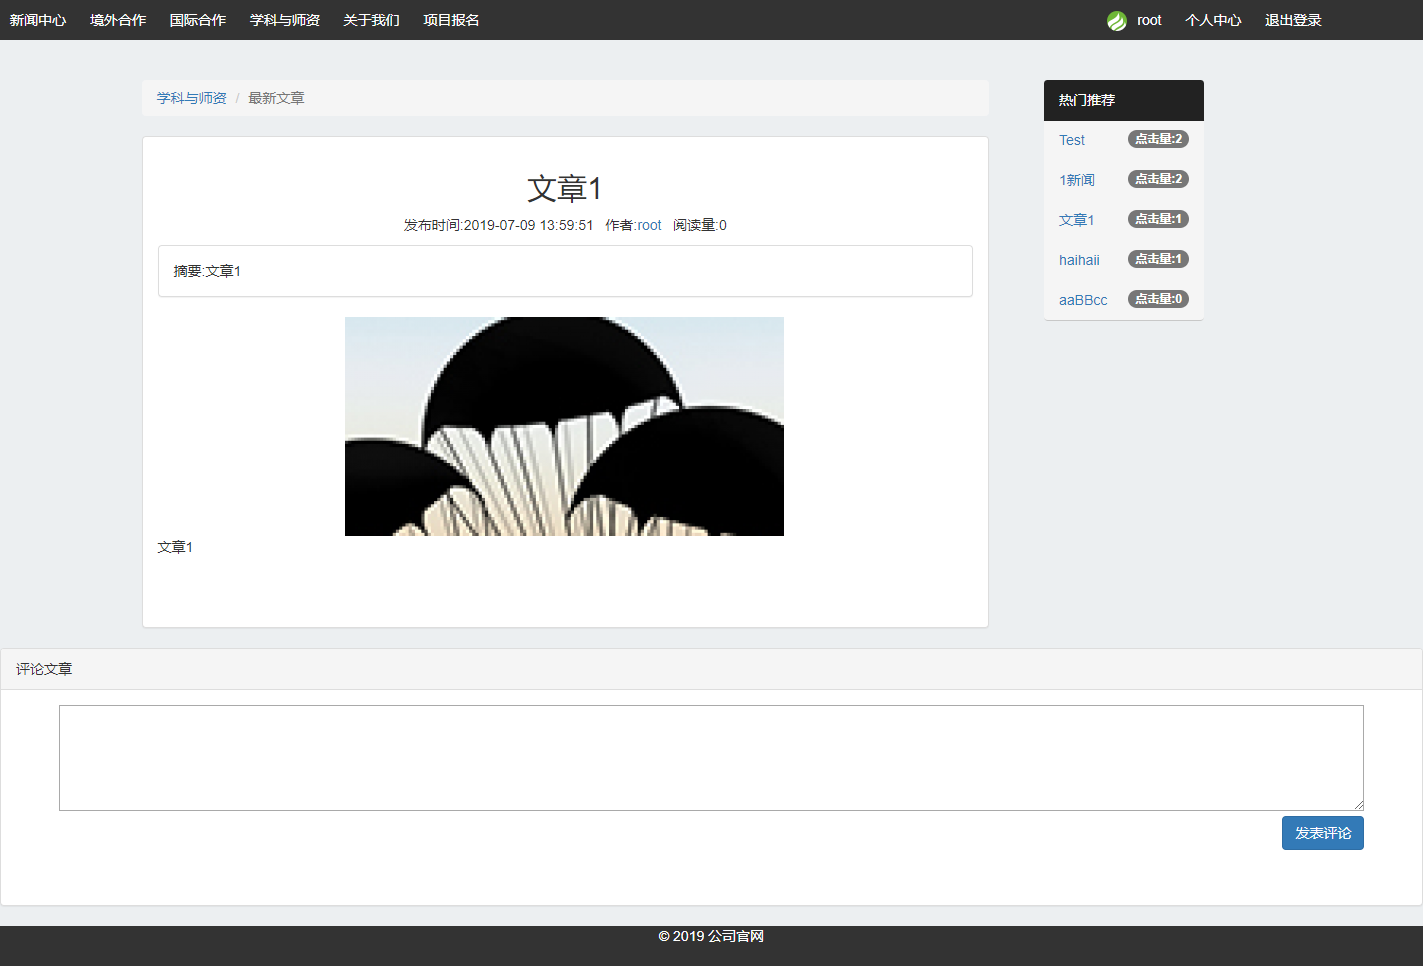 新闻中心 境外合作 国际合作 学科与师资 关于我们 项目报名 root 个人中心 退出登录
学科与师资 / 最新文章
文章1
发布时间:2019-07-09 13:59:51 作者:root 阅读量:0
摘要:文章1
文章1
热门推荐
Test 点击量:2
1新闻 点击量:2
文章1 点击量:1
haihaii 点击量:1
aaBBcc 点击量:0
评论文章
发表评论
© 2019 公司官网